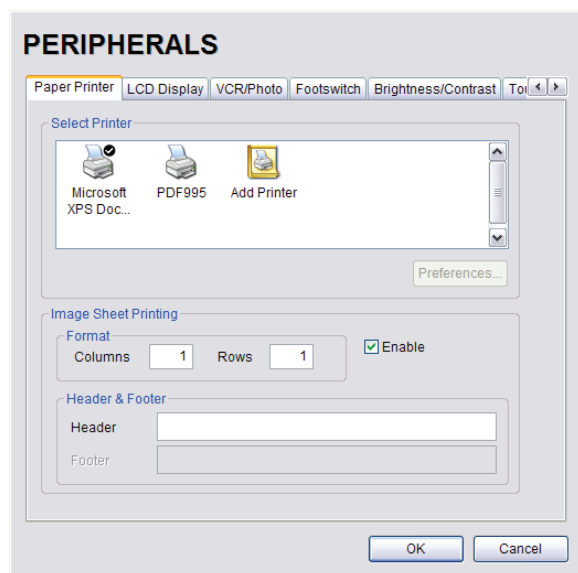 PERIPHERALS
Paper Printer LCD Display VCR/Photo Footswitch Brightness/Contrast
Select Printer
Microsoft XPS Doc... PDF995 Add Printer
Preferences...
Image Sheet Printing
Format
Columns 1 Rows 1 Enable
Header & Footer
Header
Footer
OK Cancel